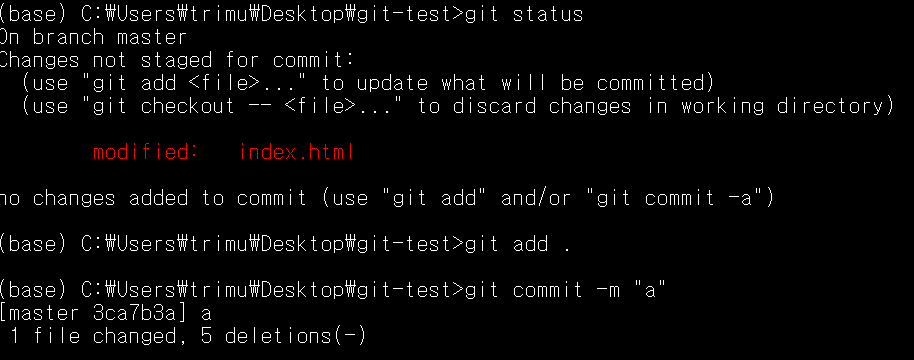 (base) C:₩Users₩trimu₩Desktop₩git-test>git status
On branch master
Changes not staged for commit:
(use "git add <file>..." to update what will be committed)
(use "git checkout -- <file>..." to discard changes in working directory)
modified: index.html
no changes added to commit (use "git add" and/or "git commit -a")
(base) C:₩Users₩trimu₩Desktop₩git-test>git add .
(base) C:₩Users₩trimu₩Desktop₩git-test>git commit -m "a"
[master 3ca7b3a] a
1 file changed, 5 deletions(-)